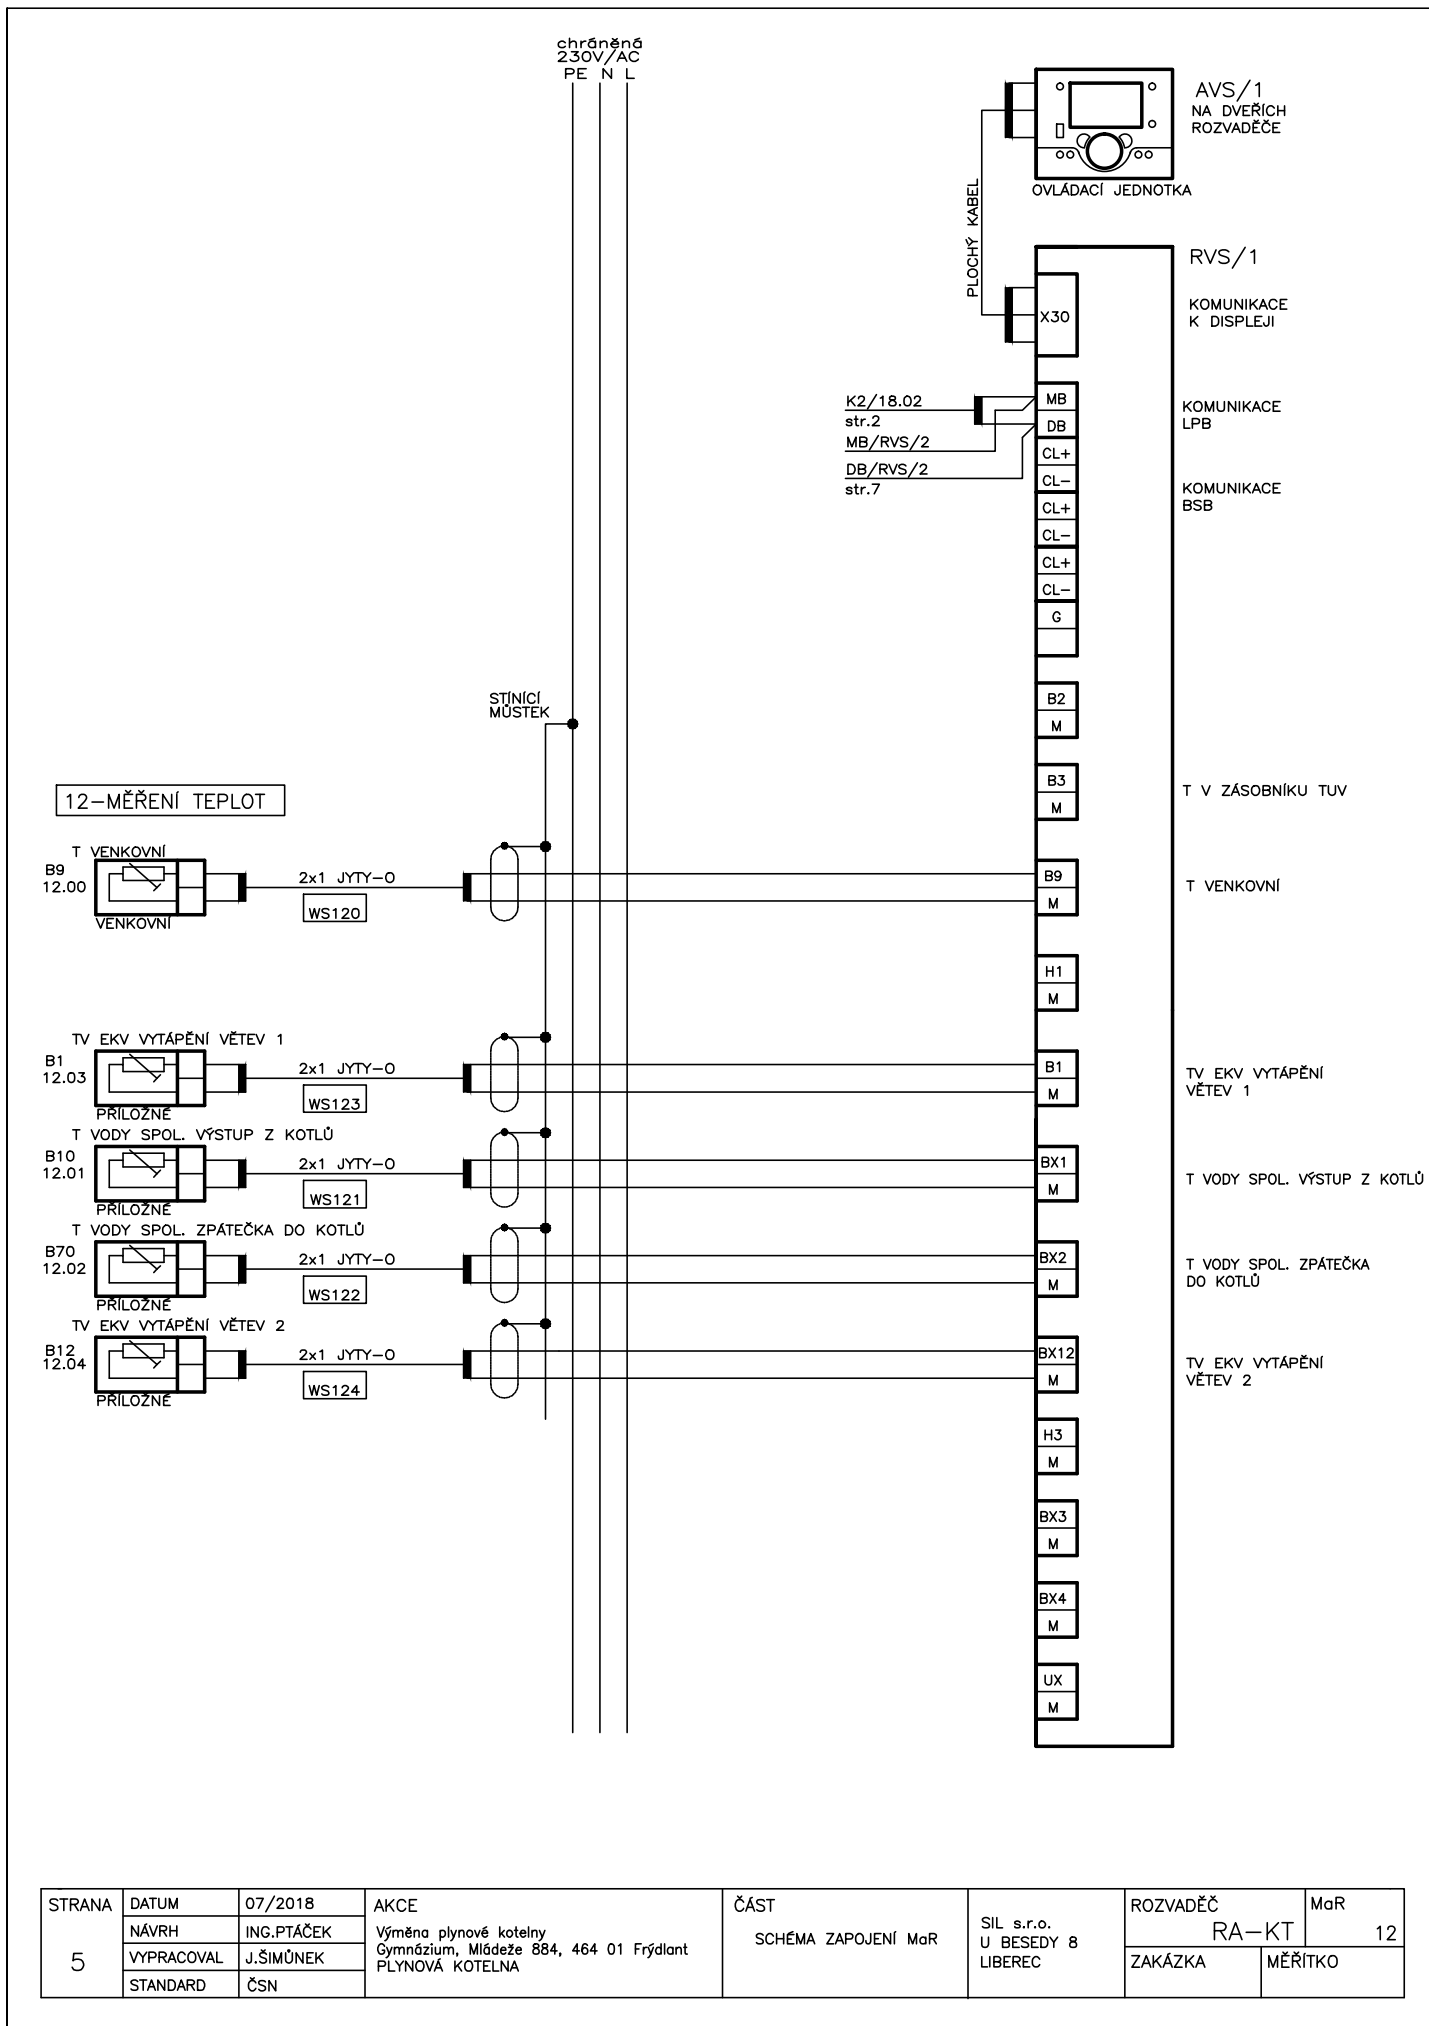 chráněná
230V/AC
PE N L
AVS/1
NA DVEŘÍCH
ROZVADĚČE
OVLÁDACÍ JEDNOTKA
PLOCHÝ KABEL
RVS/1
X30
KOMUNIKACE
K DISPLEJI
K2/18.02
str.2
MB/RVS/2
DB/RVS/2
str.7
MB
DB
KOMUNIKACE
LPB
CL+
CL-
CL+
CL-
CL+
CL-
G
KOMUNIKACE
BSB
STÍNÍCÍ
MŮSTEK
B2
M
B3
M
T V ZÁSOBNÍKU TUV
12-MĚŘENÍ TEPLOT
T VENKOVNÍ
B9
12.00
VENKOVNÍ
2x1 JYTY-O
WS120
B9
M
T VENKOVNÍ
H1
M
TV EKV VYTÁPĚNÍ VĚTEV 1
B1
12.03
PŘÍLOŽNÉ
2x1 JYTY-O
WS123
B1
M
TV EKV VYTÁPĚNÍ
VĚTEV 1
T VODY SPOL. VÝSTUP Z KOTLŮ
B10
12.01
PŘÍLOŽNÉ
2x1 JYTY-O
WS121
BX1
M
T VODY SPOL. VÝSTUP Z KOTLŮ
T VODY SPOL. ZPÁTEČKA DO KOTLŮ
B70
12.02
PŘÍLOŽNÉ
2x1 JYTY-O
WS122
BX2
M
T VODY SPOL. ZPÁTEČKA
DO KOTLŮ
TV EKV VYTÁPĚNÍ VĚTEV 2
B12
12.04
PŘÍLOŽNÉ
2x1 JYTY-O
WS124
BX12
M
TV EKV VYTÁPĚNÍ
VĚTEV 2
H3
M
BX3
M
BX4
M
UX
M
STRANA
5
DATUM 07/2018
NÁVRH ING.PTÁČEK
VYPRACOVAL J.ŠIMŮNEK
STANDARD ČSN
AKCE
Výměna plynové kotelny
Gymnázium, Mládeže 884, 464 01 Frýdlant
PLYNOVÁ KOTELNA
ČÁST
SCHÉMA ZAPOJENÍ MaR
SIL s.r.o.
U BESEDY 8
LIBEREC
ROZVADĚČ
RA-KT
MaR
12
ZAKÁZKA
MĚŘÍTKO